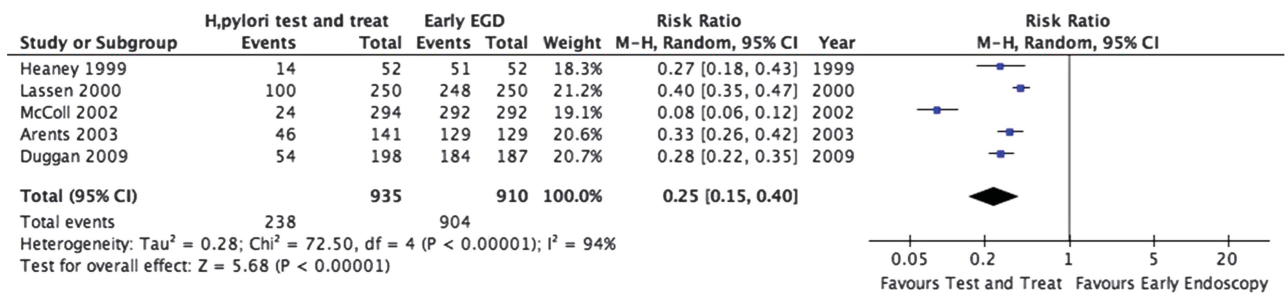 H,pylori test and treat Early EGD Risk Ratio Risk Ratio
Study or Subgroup Events Total Events Total Weight M-H, Random, 95% CI Year M-H, Random, 95% CI
Heaney 1999 14 52 51 52 18.3% 0.27 [0.18, 0.43] 1999
Lassen 2000 100 250 248 250 21.2% 0.40 [0.35, 0.47] 2000
McColl 2002 24 294 292 292 19.1% 0.08 [0.06, 0.12] 2002
Arents 2003 46 141 129 129 20.6% 0.33 [0.26, 0.42] 2003
Duggan 2009 54 198 184 187 20.7% 0.28 [0.22, 0.35] 2009
Total (95% CI) 935 910 100.0% 0.25 [0.15, 0.40]
Total events 238 904
Heterogeneity: Tau² = 0.28; Chi² = 72.50, df = 4 (P < 0.00001); I² = 94%
Test for overall effect: Z = 5.68 (P < 0.00001)
0.05 0.2 1 5 20
Favours Test and Treat Favours Early Endoscopy